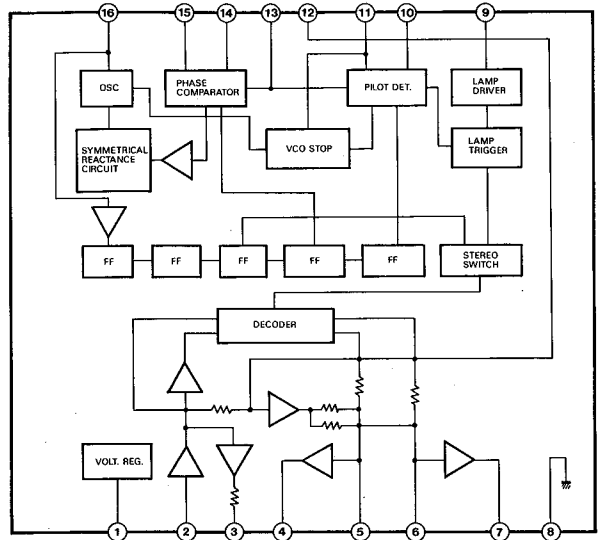 16 15 14 13 12 11 10 9
OSC
PHASE
COMPARATOR
PILOT DET.
LAMP
DRIVER
SYMMETRICAL
REACTANCE
CIRCUIT
VCO STOP
LAMP
TRIGGER
FF FF FF FF FF
STEREO
SWITCH
DECODER
VOLT. REG.
1 2 3 4 5 6 7 8